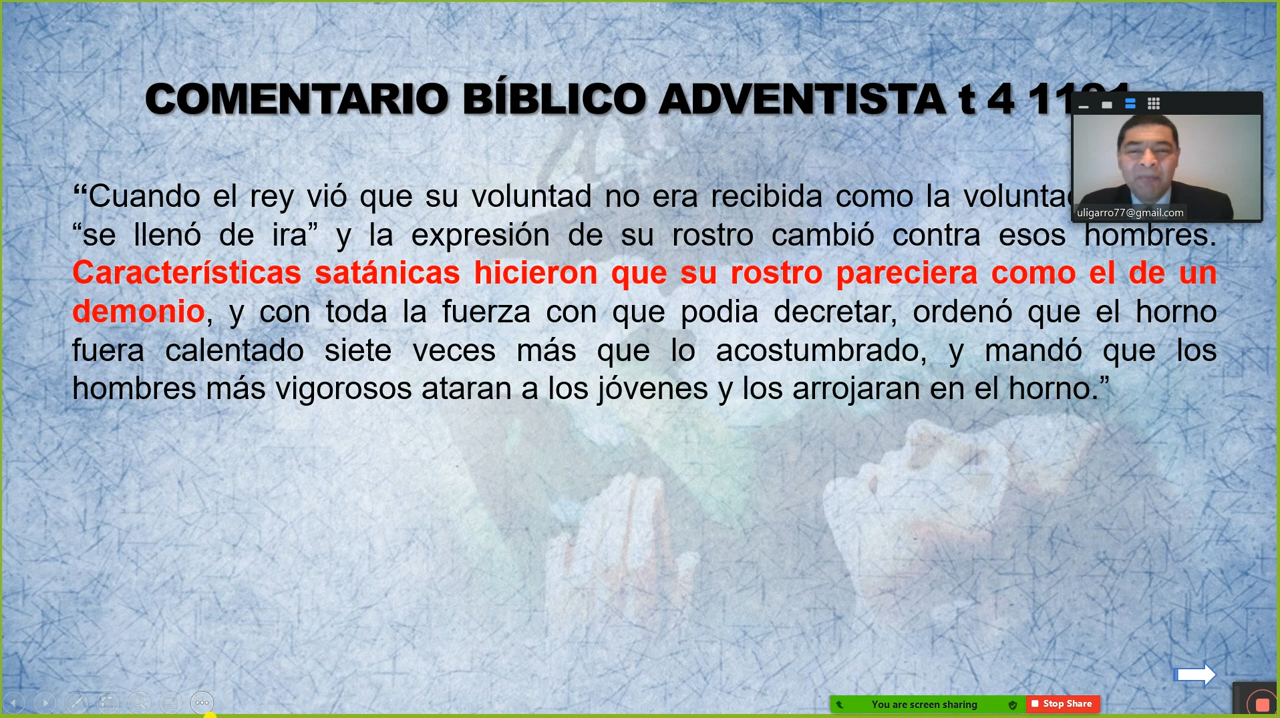 COMENTARIO BÍBLICO ADVENTISTA t 4
uligarro77@gmail.com
“Cuando el rey vió que su voluntad no era recibida como la
“se llenó de ira” y la expresión de su rostro cambió contra esos hombres.
Características satánicas hicieron que su rostro pareciera como el de un
demonio, y con toda la fuerza con que podia decretar, ordenó que el horno
fuera calentado siete veces más que lo acostumbrado, y mandó que los
hombres más vigorosos ataran a los jóvenes y los arrojaran en el horno.”
You are screen sharing
Stop Share